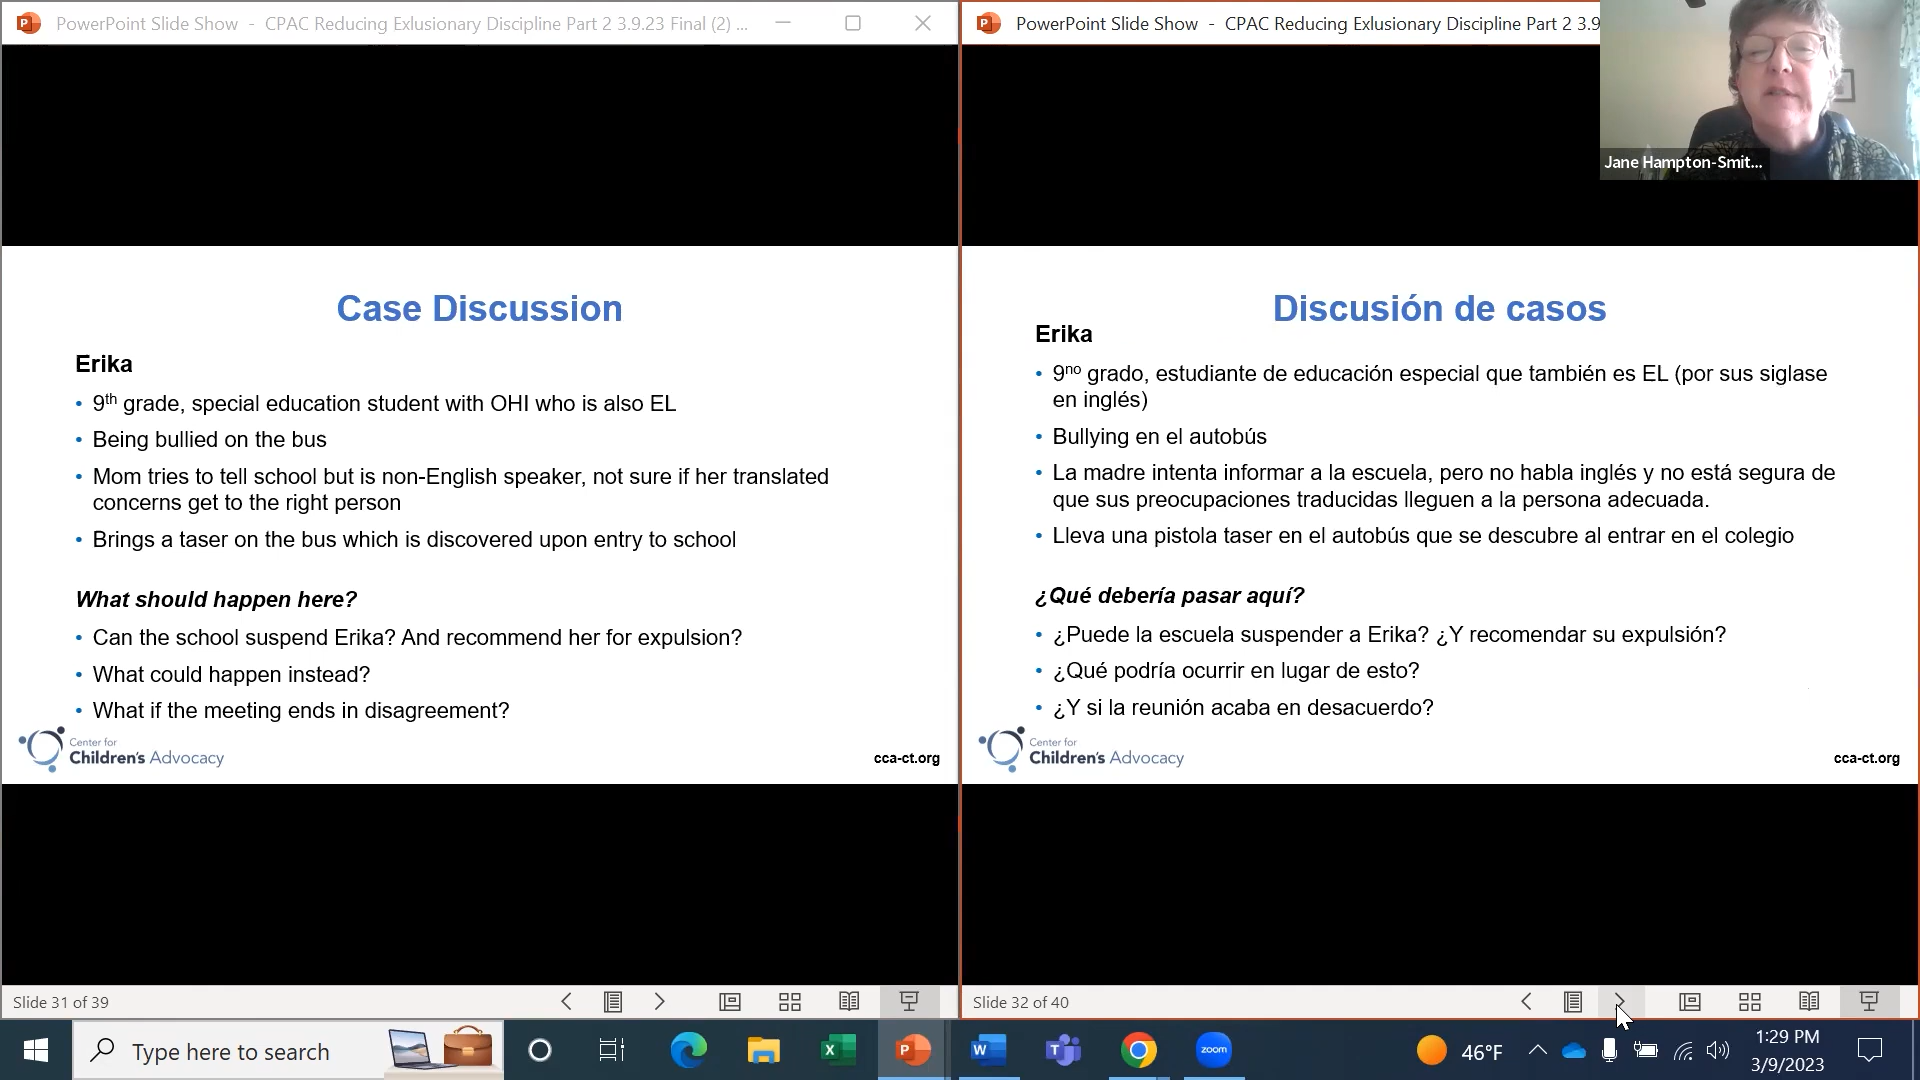 PowerPoint Slide Show - CPAC Reducing Exlusionary Discipline Part 2 3.9.23 Final (2) ...
Case Discussion
Erika
• 9th grade, special education student with OHI who is also EL
• Being bullied on the bus
• Mom tries to tell school but is non-English speaker, not sure if her translated
concerns get to the right person
• Brings a taser on the bus which is discovered upon entry to school
What should happen here?
• Can the school suspend Erika? And recommend her for expulsion?
• What could happen instead?
• What if the meeting ends in disagreement?
Center for
Children's Advocacy
cca-ct.org
Slide 31 of 39
PowerPoint Slide Show - CPAC Reducing Exlusionary Discipline Part 2 3.9
Jane Hampton-Smit...
Discusión de casos
Erika
• 9no grado, estudiante de educación especial que también es EL (por sus siglase
en inglés)
• Bullying en el autobús
• La madre intenta informar a la escuela, pero no habla inglés y no está segura de
que sus preocupaciones traducidas lleguen a la persona adecuada.
• Lleva una pistola taser en el autobús que se descubre al entrar en el colegio
¿Qué debería pasar aquí?
• ¿Puede la escuela suspender a Erika? ¿Y recomendar su expulsión?
• ¿Qué podría ocurrir en lugar de esto?
• ¿Y si la reunión acaba en desacuerdo?
Center for
Children's Advocacy
cca-ct.org
Slide 32 of 40
Type here to search
zoom
46°F
1:29 PM
3/9/2023